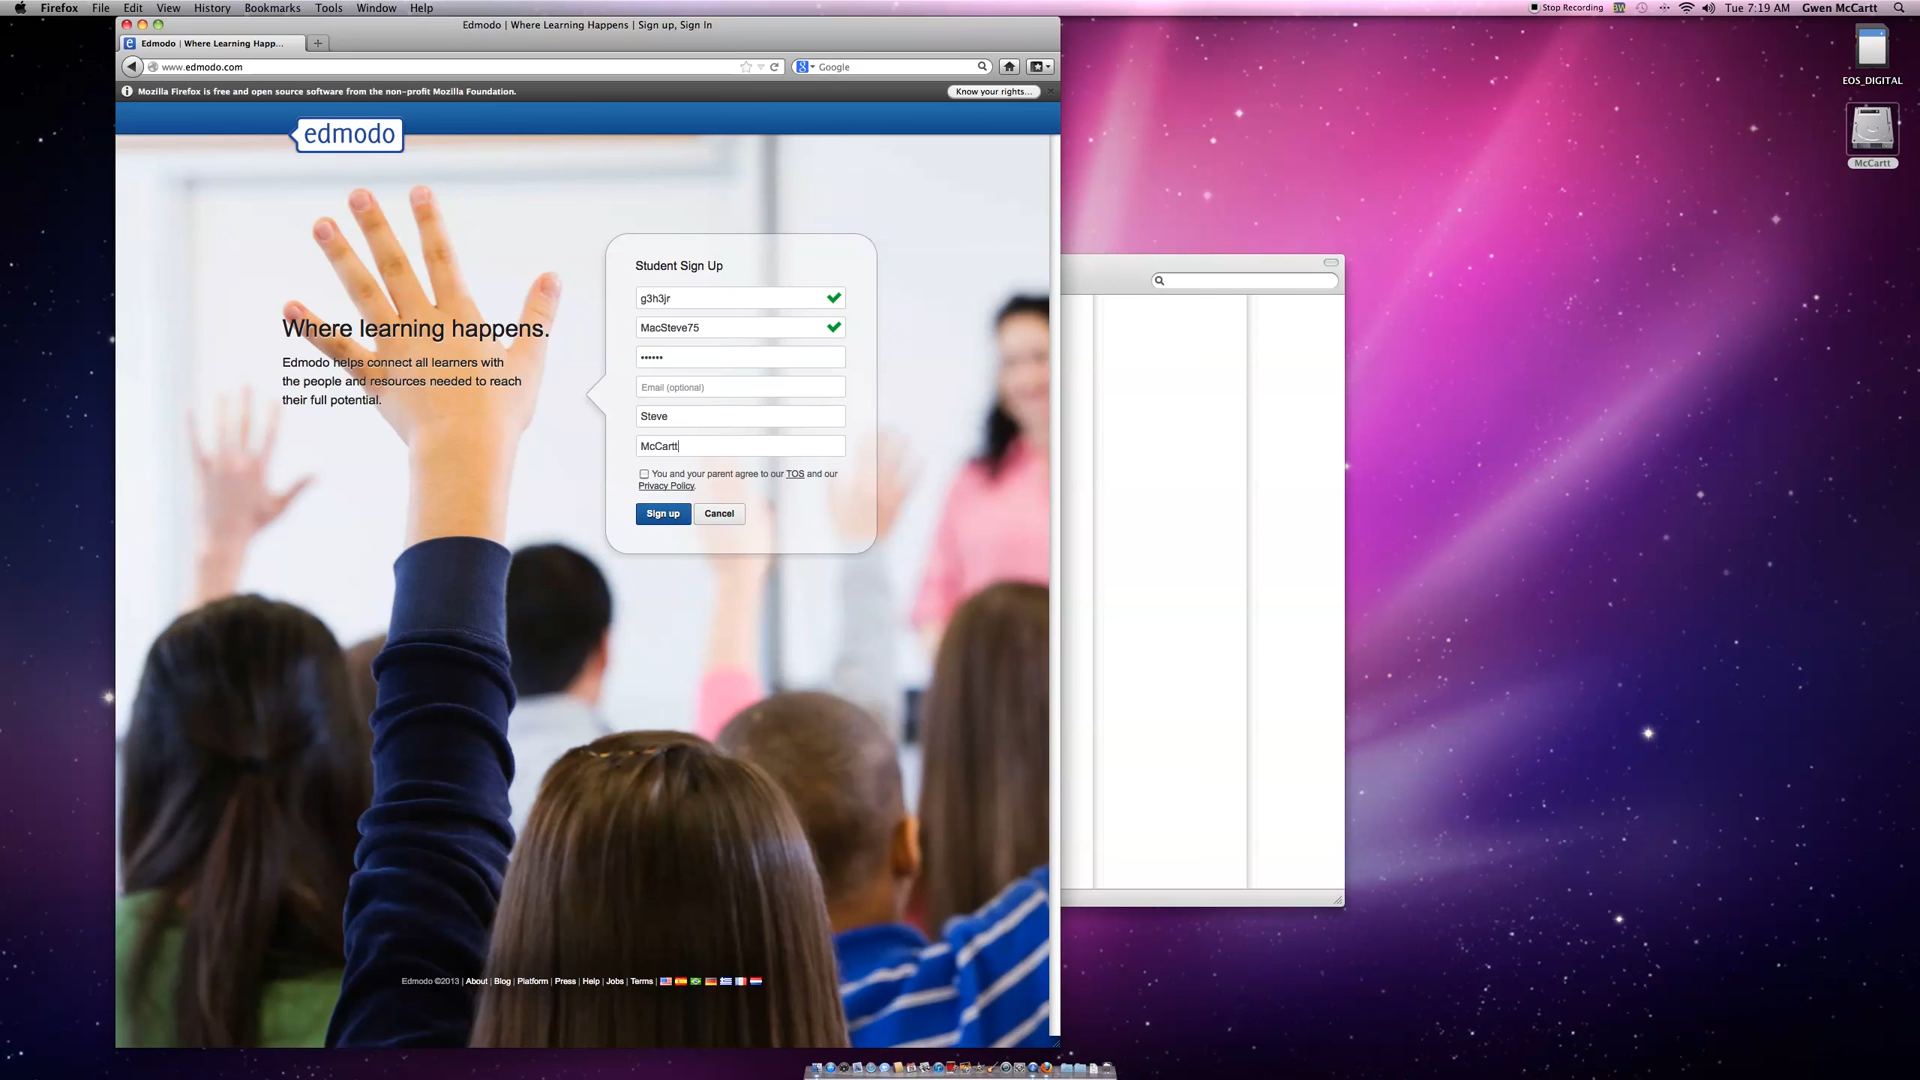 Firefox File Edit View History Bookmarks Tools Window Help
Stop Recording Tue 7:19 AM Gwen McCartt
Edmodo | Where Learning Happens | Sign up, Sign In
Edmodo | Where Learning Happ...
www.edmodo.com
Google
Mozilla Firefox is free and open source software from the non-profit Mozilla Foundation.
Know your rights...
edmodo
Where learning happens.
Edmodo helps connect all learners with
the people and resources needed to reach
their full potential.
Student Sign Up
g3h3jr
MacSteve75
••••••
Email (optional)
Steve
McCartt
You and your parent agree to our TOS and our
Privacy Policy.
Sign up Cancel
Edmodo ©2013 | About | Blog | Platform | Press | Help | Jobs | Terms |
EOS_DIGITAL
McCartt